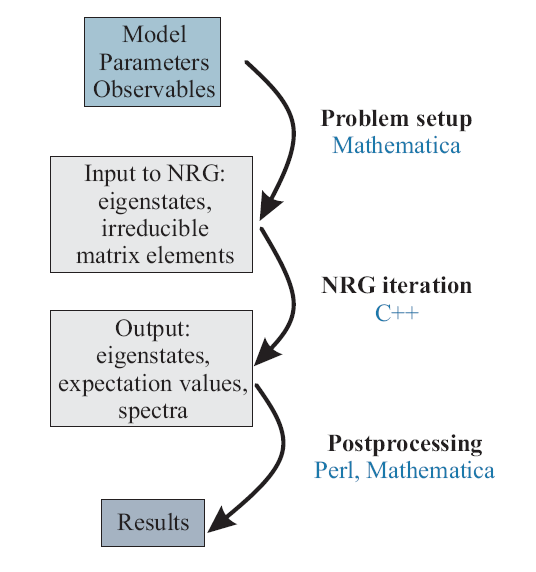 Model
Parameters
Observables
Problem setup
Mathematica
Input to NRG:
eigenstates,
irreducible
matrix elements
NRG iteration
C++
Output:
eigenstates,
expectation values,
spectra
Postprocessing
Perl, Mathematica
Results